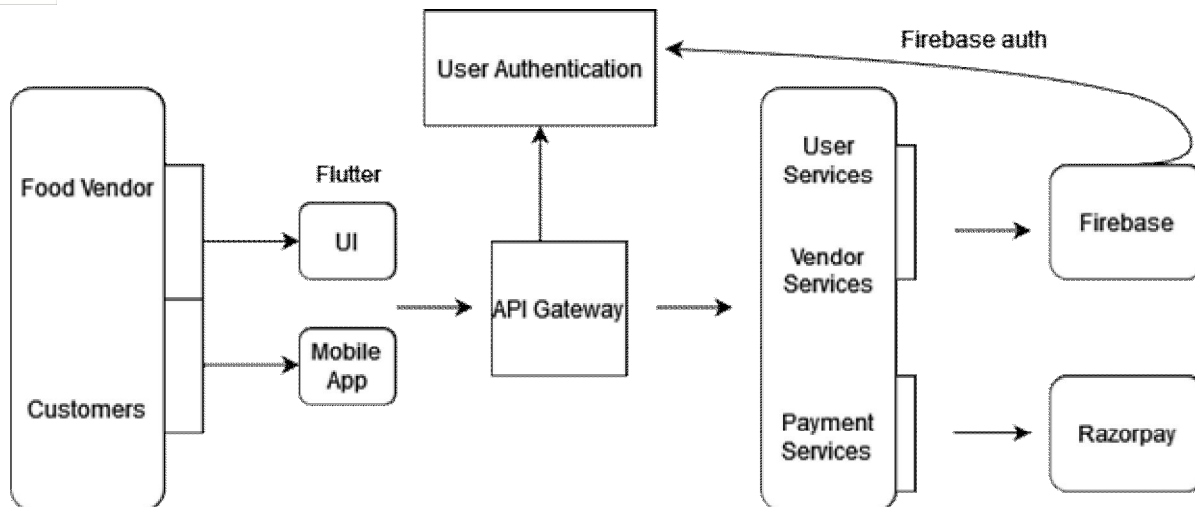 Firebase auth
User Authentication
Food Vendor
Customers
Flutter
UI
Mobile
App
API Gateway
User
Services
Vendor
Services
Payment
Services
Firebase
Razorpay